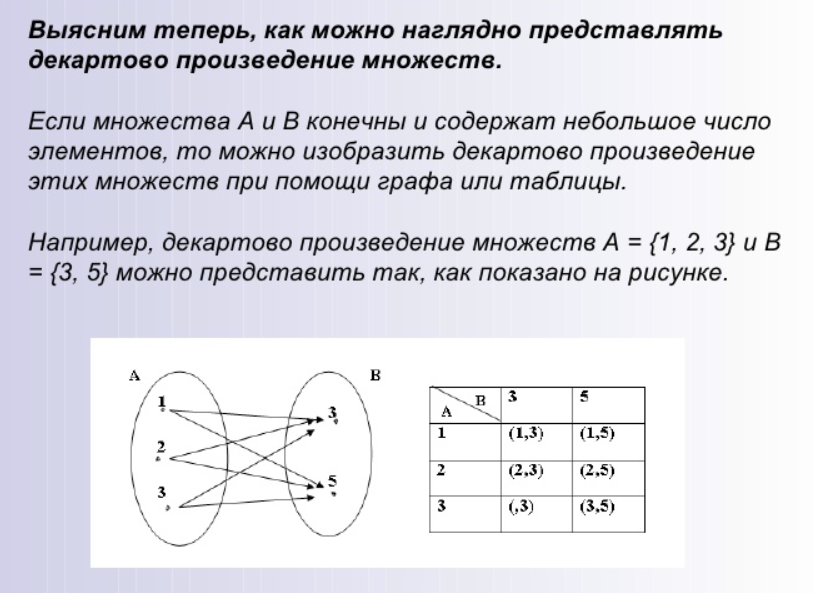 Выясним теперь, как можно наглядно представлять
декартово произведение множеств.
Если множества А и В конечны и содержат небольшое число
элементов, то можно изобразить декартово произведение
этих множеств при помощи графа или таблицы.
Например, декартово произведение множеств А = {1, 2, 3} и В
= {3, 5} можно представить так, как показано на рисунке.
A
B
1
2
3
3
5
A B 3 5
1 (1,3) (1,5)
2 (2,3) (2,5)
3 (,3) (3,5)